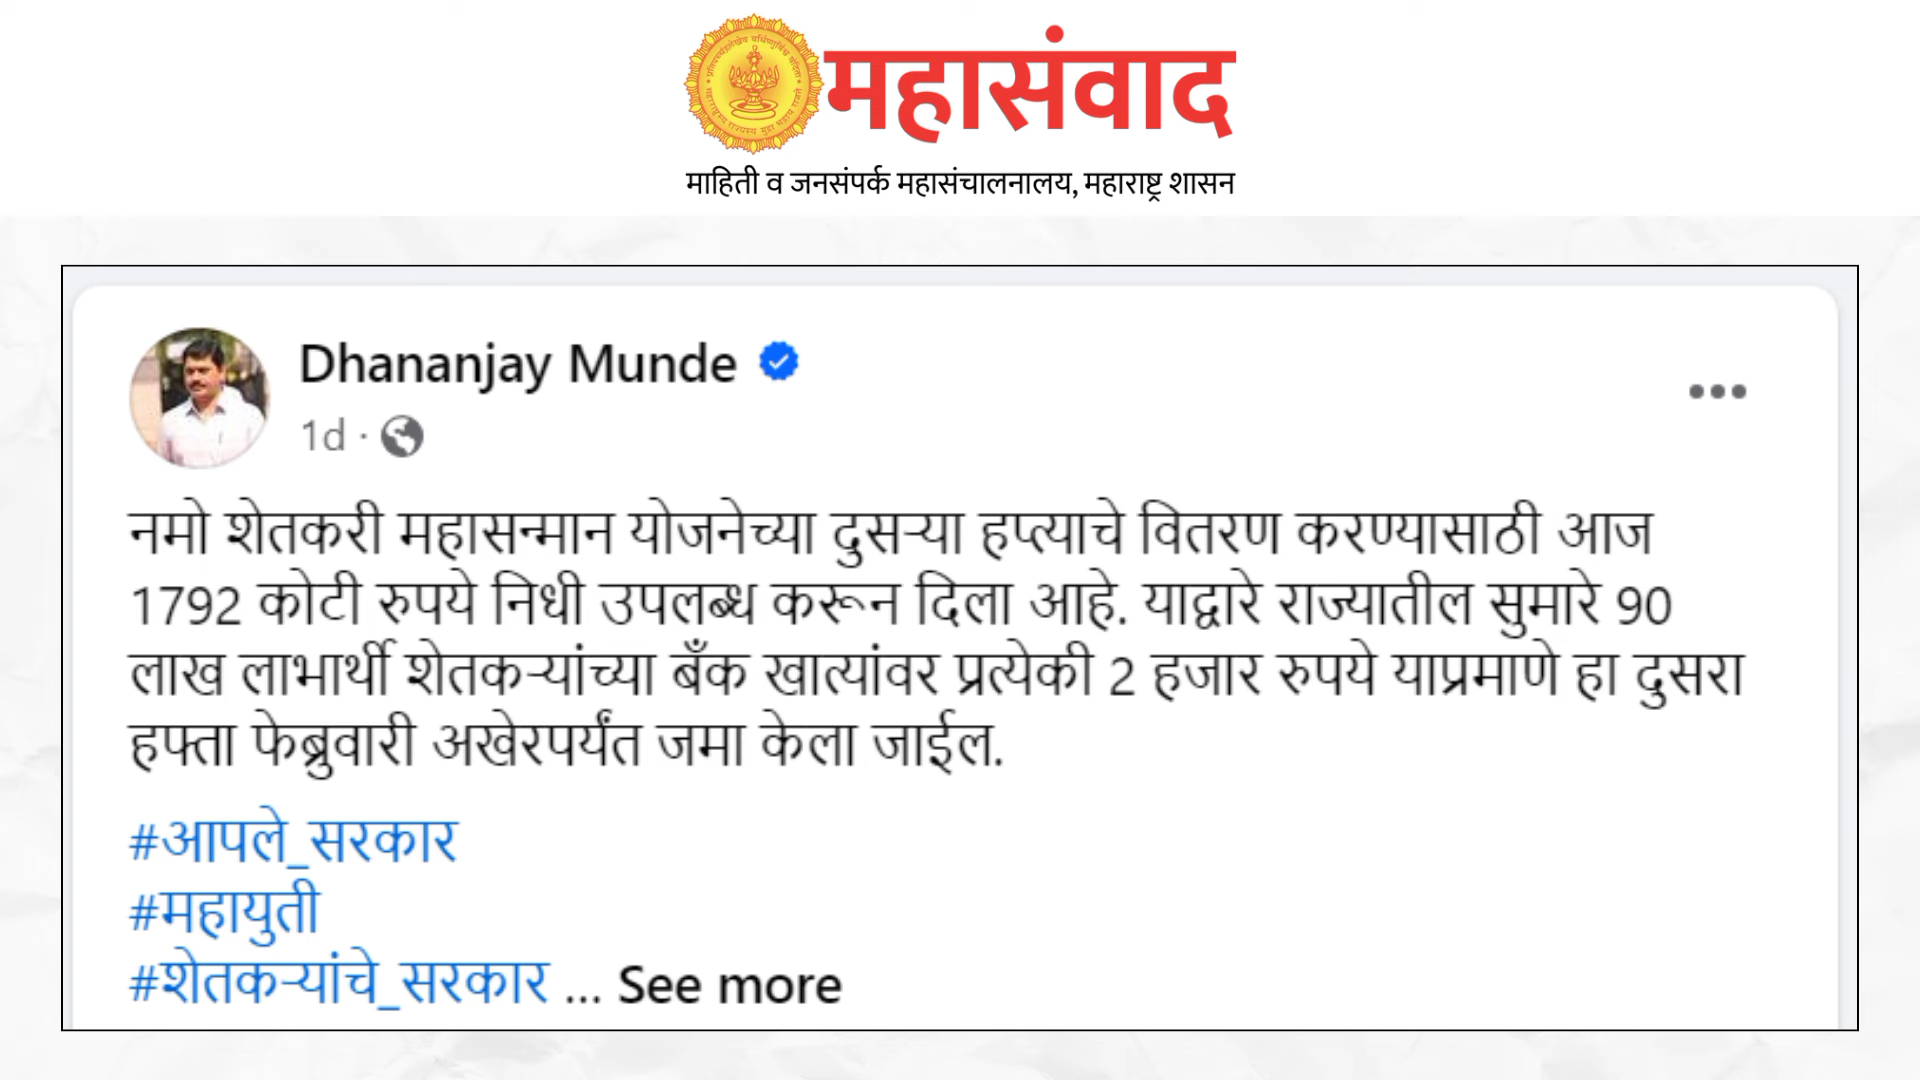 महासंवाद
माहिती व जनसंपर्क महासंचालनालय, महाराष्ट्र शासन
Dhananjay Munde
1d ·
नमो शेतकरी महासन्मान योजनेच्या दुसऱ्या हप्त्याचे वितरण करण्यासाठी आज
1792 कोटी रुपये निधी उपलब्ध करून दिला आहे. याद्वारे राज्यातील सुमारे 90
लाख लाभार्थी शेतकऱ्यांच्या बँक खात्यांवर प्रत्येकी 2 हजार रुपये याप्रमाणे हा दुसरा
हफ्ता फेब्रुवारी अखेरपर्यंत जमा केला जाईल.
#आपले_सरकार
#महायुती
#शेतकऱ्यांचे_सरकार ... See more